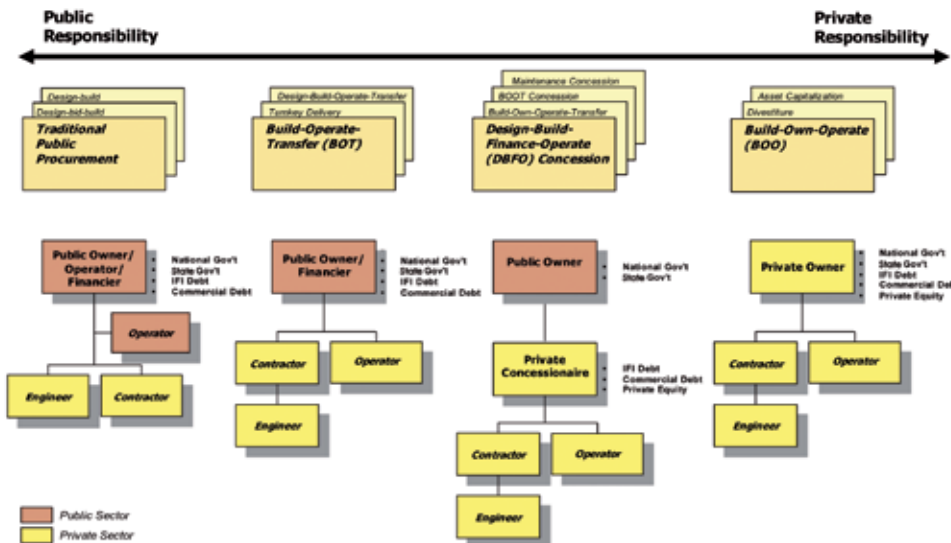 Public
Responsibility
Private
Responsibility
Design-build
Design-bid-build
Traditional
Public
Procurement
Design-Build-Operate-Transfer
Turnkey Delivery
Build-Operate-
Transfer (BOT)
Maintenance Concession
BOOT Concession
Build-Own-Operate-Transfer
Design-Build-
Finance-Operate
(DBFO) Concession
Asset Capitalization
Divestiture
Build-Own-Operate
(BOO)
Public Owner/
Operator/
Financier
• National Gov't
• State Gov't
• IFI Debt
• Commercial Debt
Operator
Engineer
Contractor
Public Owner/
Financier
• National Gov't
• State Gov't
• IFI Debt
• Commercial Debt
Contractor
Operator
Engineer
Public Owner
• National Gov't
• State Gov't
Private
Concessionaire
• IFI Debt
• Commercial Debt
• Private Equity
Contractor
Operator
Engineer
Private Owner
• National Gov't
• State Gov't
• IFI Debt
• Commercial Deb
• Private Equity
Contractor
Operator
Engineer
Public Sector
Private Sector